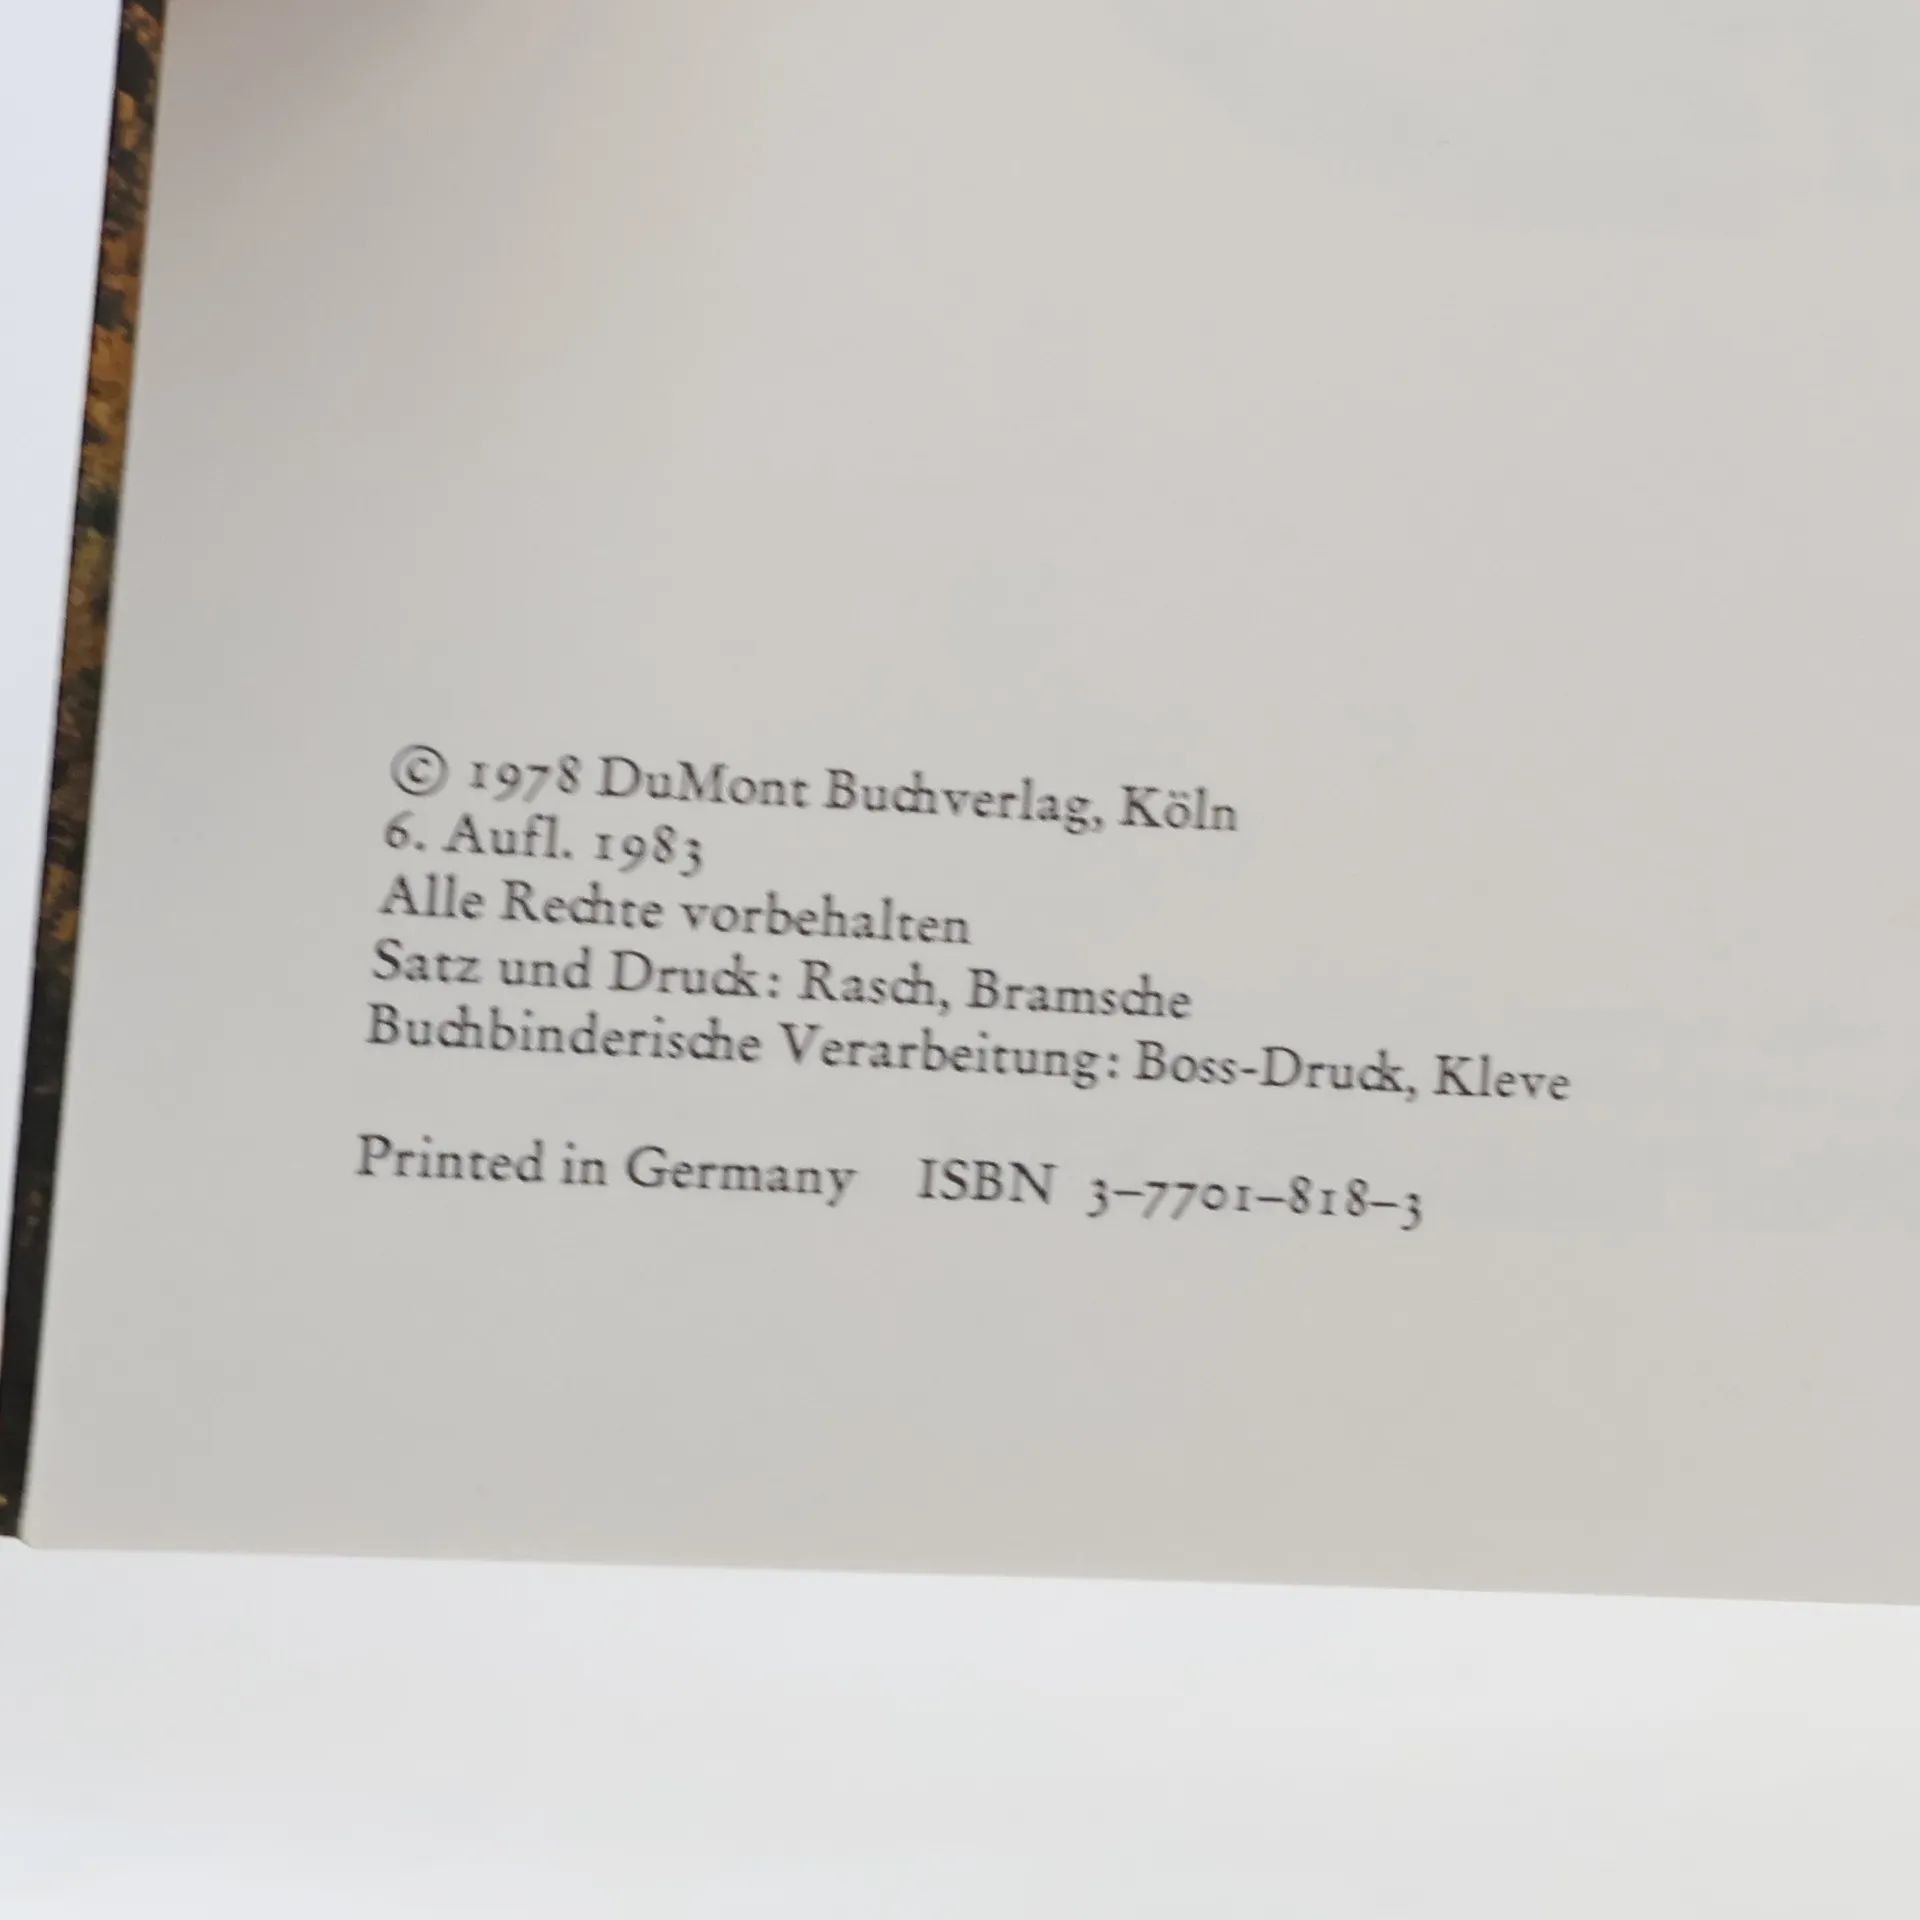 © 1978 DuMont Buchverlag, Köln
6. Aufl. 1983
Alle Rechte vorbehalten
Satz und Druck: Rasch, Bramsche
Buchbinderische Verarbeitung: Boss-Druck, Kleve
Printed in Germany ISBN 3–7701–818–3